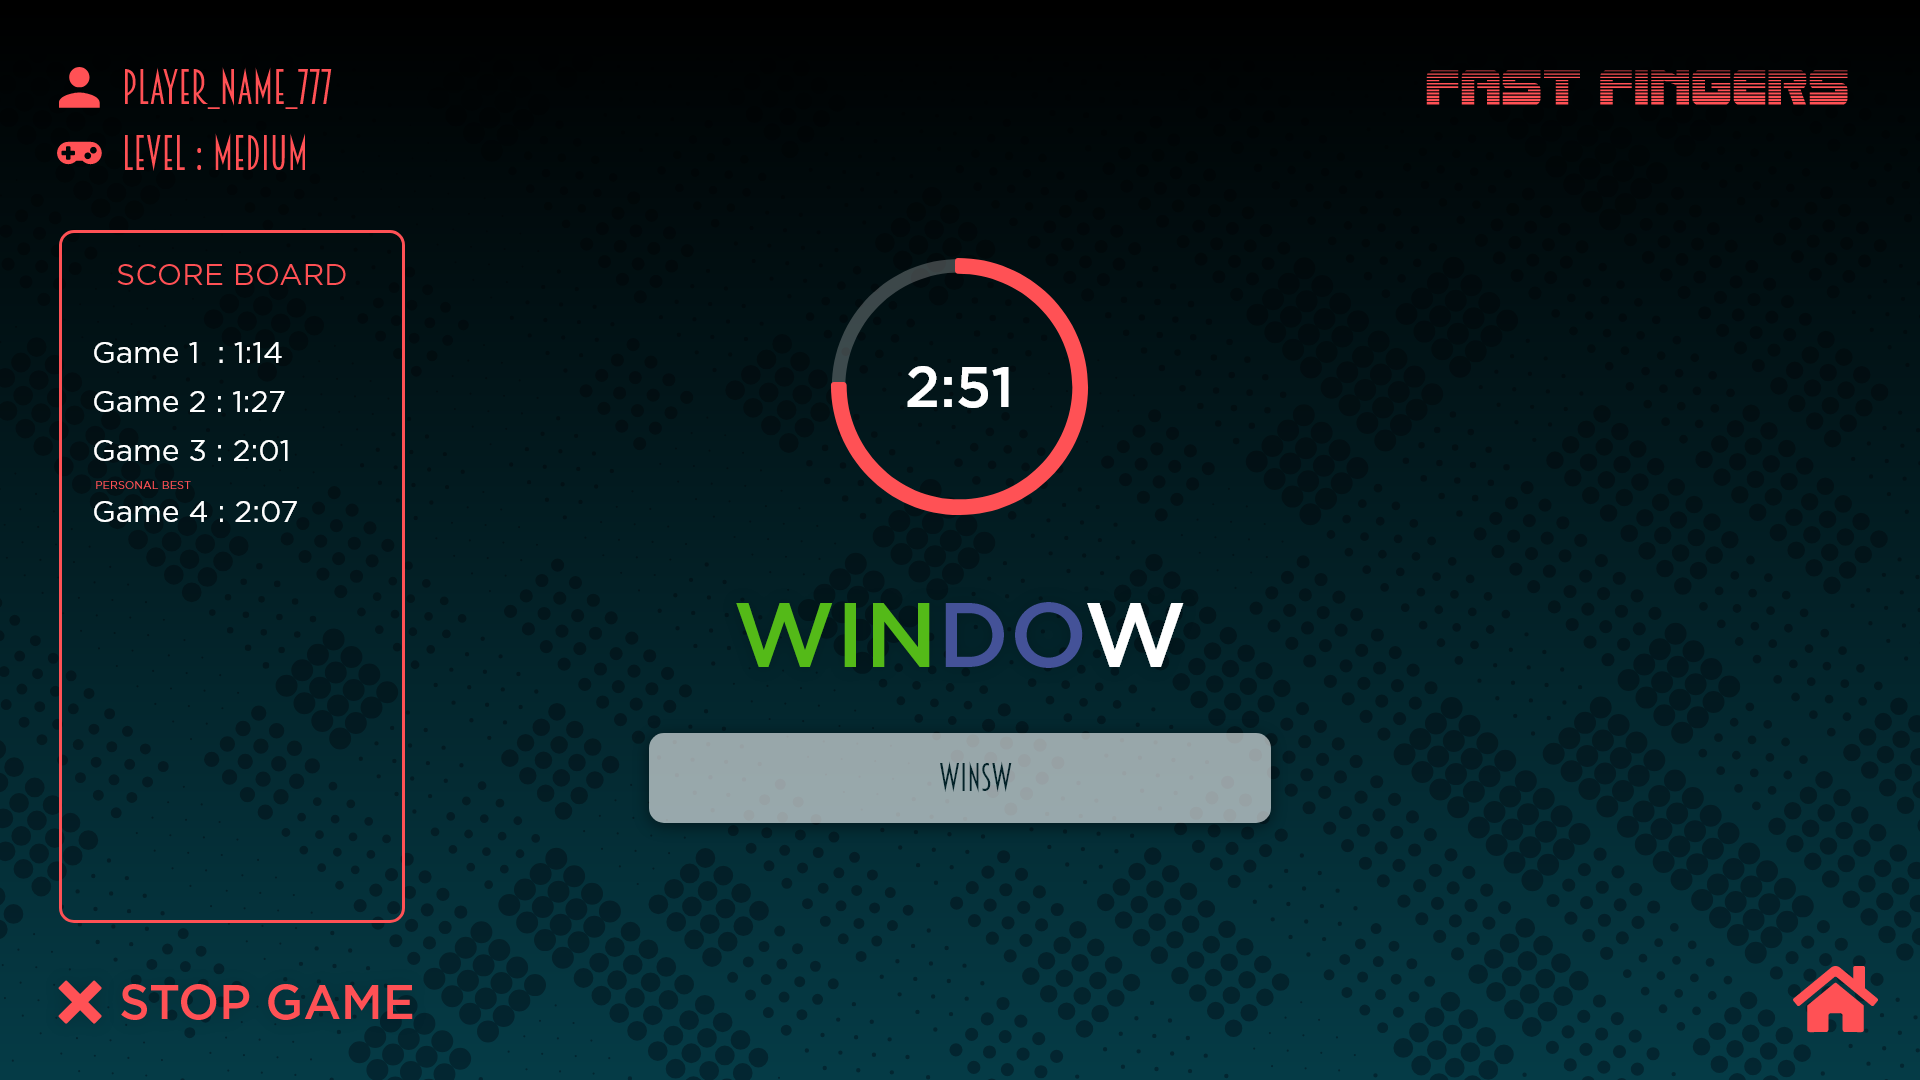 PLAYER_NAME_777
FAST FINGERS
LEVEL : MEDIUM
SCORE BOARD
Game 1 : 1:14
Game 2 : 1:27
Game 3 : 2:01
PERSONAL BEST
Game 4 : 2:07
2:51
WINDOW
WINSW
STOP GAME